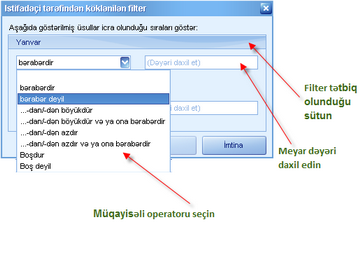 İstifadəçi tərəfindən köklənilən filter
Aşağıda göstərilmiş üsullar icra olunduğu sıraları göstər:
Yanvar
bərabərdir
(Dəyəri daxil et)
bərabərdir
bərabər deyil
...-dan/-dən böyükdür
...-dan/-dən böyükdür və ya ona bərabərdir
...-dan/-dən azdır
...-dan/-dən azdır və ya ona bərabərdir
Boşdur
Boş deyil
daxil et)
İmtina
Filter tətbiq
olunduğu
sütun
Meyar dəyəri
daxil edin
Müqayisəli operatoru seçin